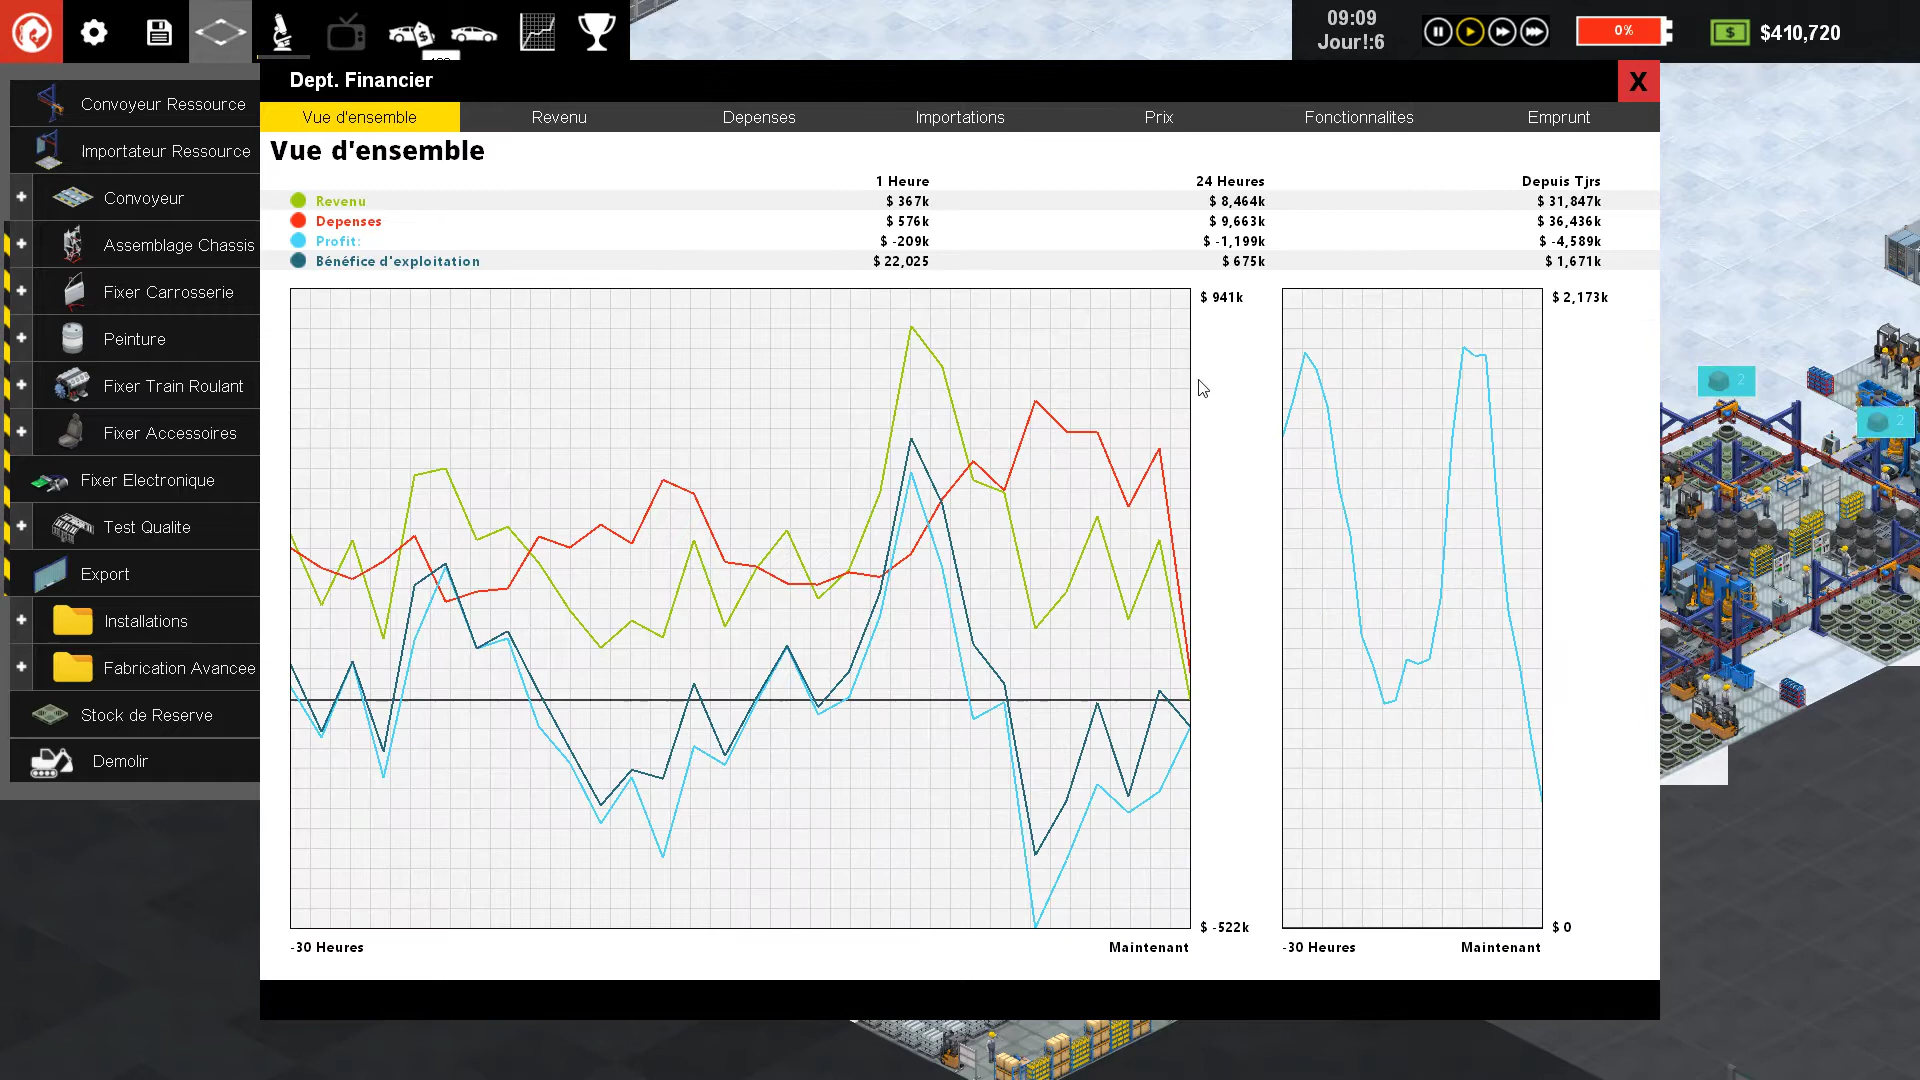 09:09
Jour!:6
0%
$410,720
Dept. Financier
X
Vue d'ensemble
Revenu
Depenses
Importations
Prix
Fonctionnalites
Emprunt
Vue d'ensemble
1 Heure
24 Heures
Depuis Tjrs
Revenu
$ 367k
$ 8,464k
$ 31,847k
Depenses
$ 576k
$ 9,663k
$ 36,436k
Profit:
$ -209k
$ -1,199k
$ -4,589k
Bénéfice d'exploitation
$ 22,025
$ 675k
$ 1,671k
$ 941k
$ -522k
-30 Heures
Maintenant
$ 2,173k
$ 0
-30 Heures
Maintenant
Convoyeur Ressource
Importateur Ressource
Convoyeur
Assemblage Chassis
Fixer Carrosserie
Peinture
Fixer Train Roulant
Fixer Accessoires
Fixer Electronique
Test Qualite
Export
Installations
Fabrication Avancee
Stock de Reserve
Demolir
2
2